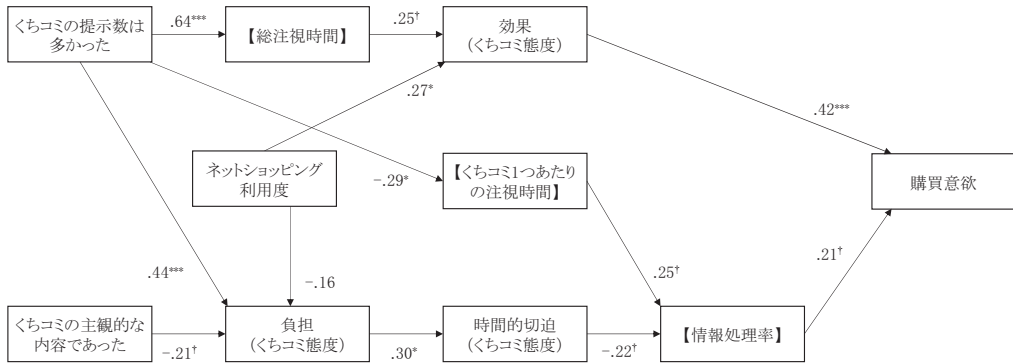 くちコミの提示数は
多かった
.64***
【総注視時間】
.25†
効果
(くちコミ態度)
.27*
.42***
ネットショッピング
利用度
-.29*
【くちコミ1つあたり
の注視時間】
購買意欲
.44***
-.16
.25†
.21†
くちコミの主観的な
内容であった
-.21†
負担
(くちコミ態度)
.30*
時間的切迫
(くちコミ態度)
-.22†
【情報処理率】